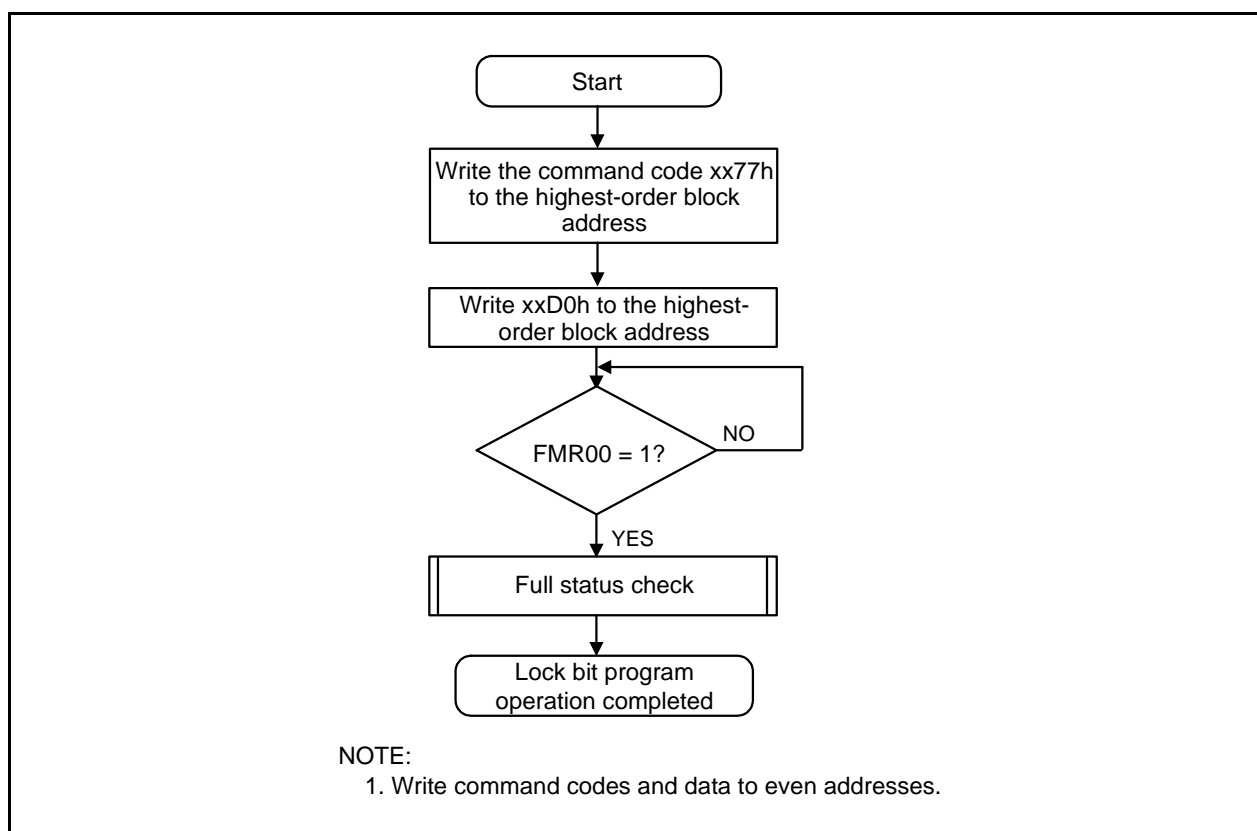 Start
Write the command code xx77h
to the highest-order block
address
Write xxD0h to the highest-
order block address
FMR00 = 1?
NO
YES
Full status check
Lock bit program
operation completed
NOTE:
1. Write command codes and data to even addresses.